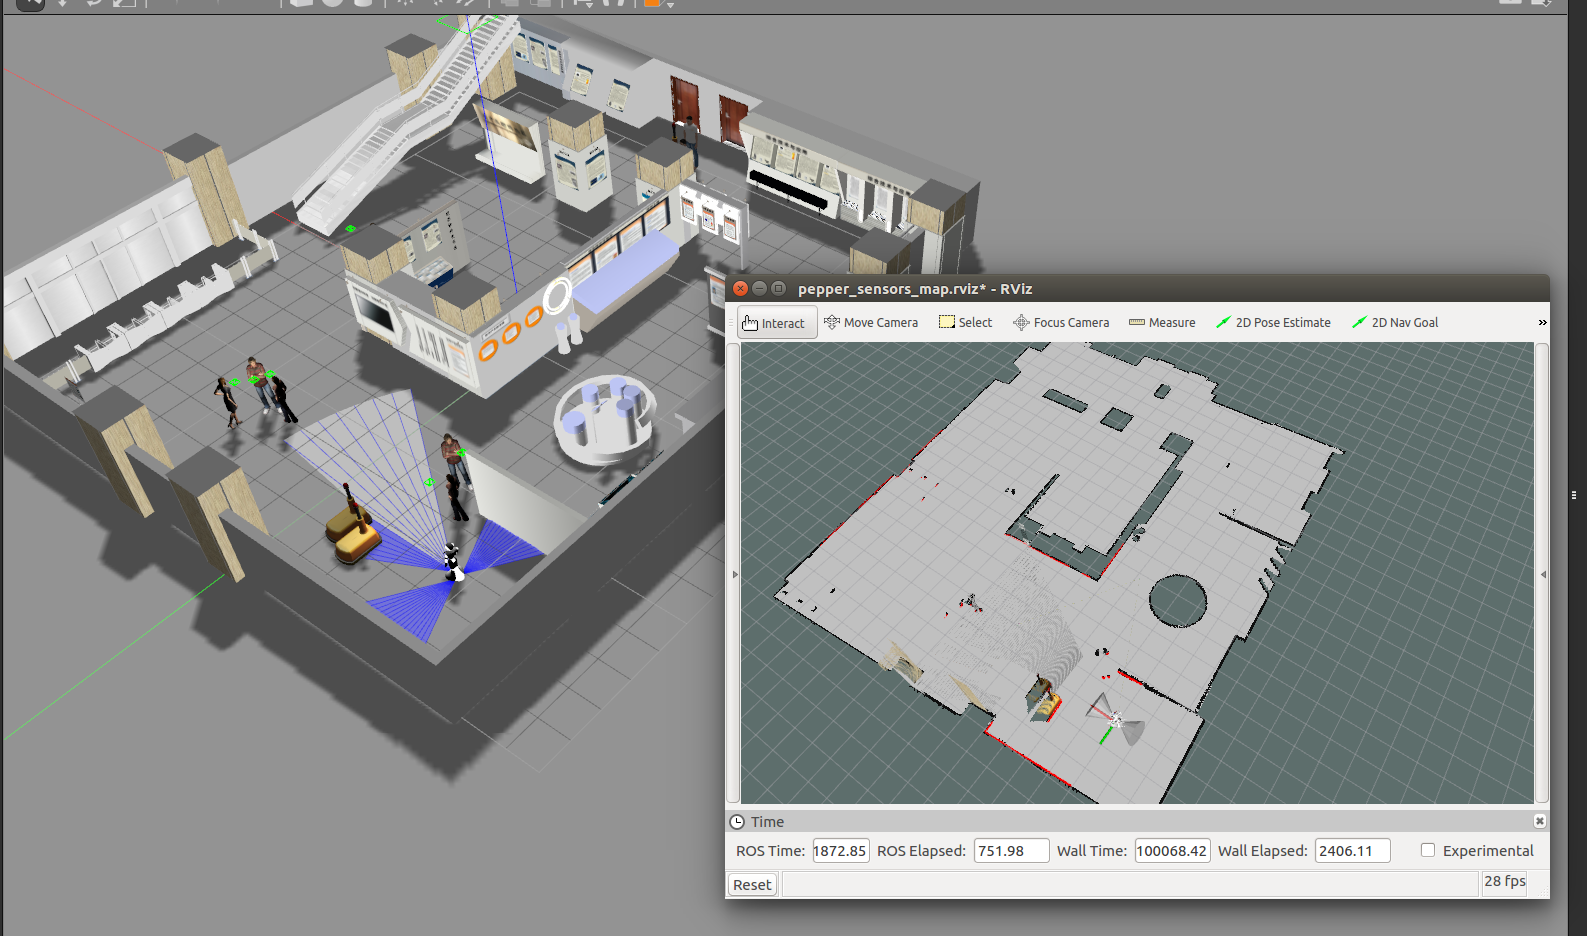 pepper_sensors_map.rviz* - RViz
Interact Move Camera Select Focus Camera Measure 2D Pose Estimate 2D Nav Goal »
Time
ROS Time: 1872.85 ROS Elapsed: 751.98 Wall Time: 100068.42 Wall Elapsed: 2406.11 Experimental
Reset 28 fps